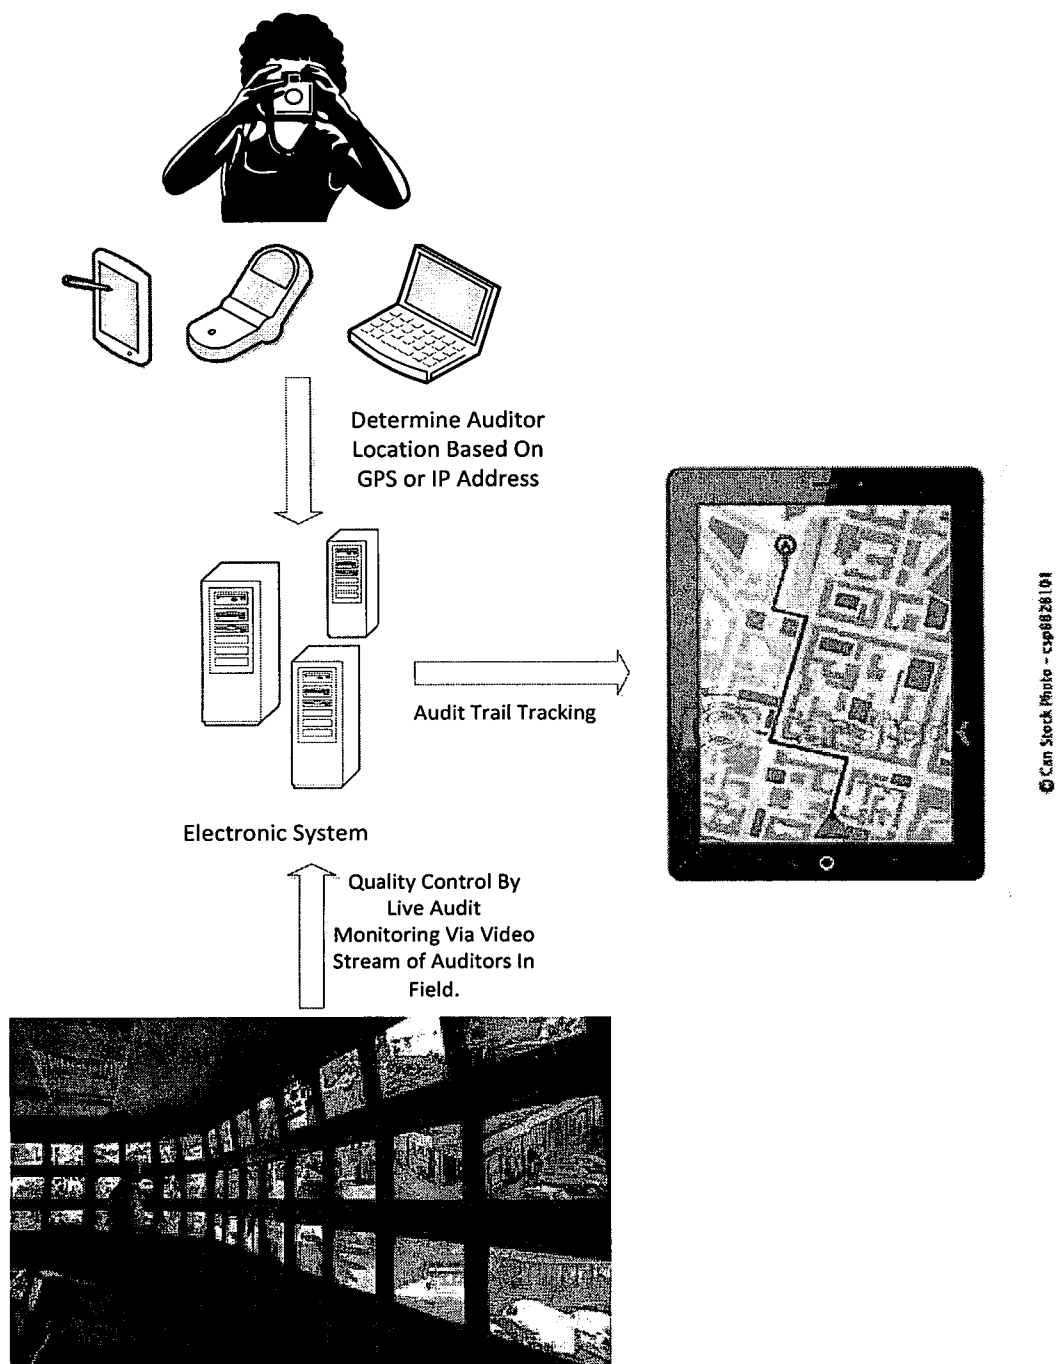 Determine Auditor
Location Based On
GPS or IP Address
Audit Trail Tracking
Electronic System
Quality Control By
Live Audit
Monitoring Via Video
Stream of Auditors In
Field.
© Can Stock Photo - csp8828101